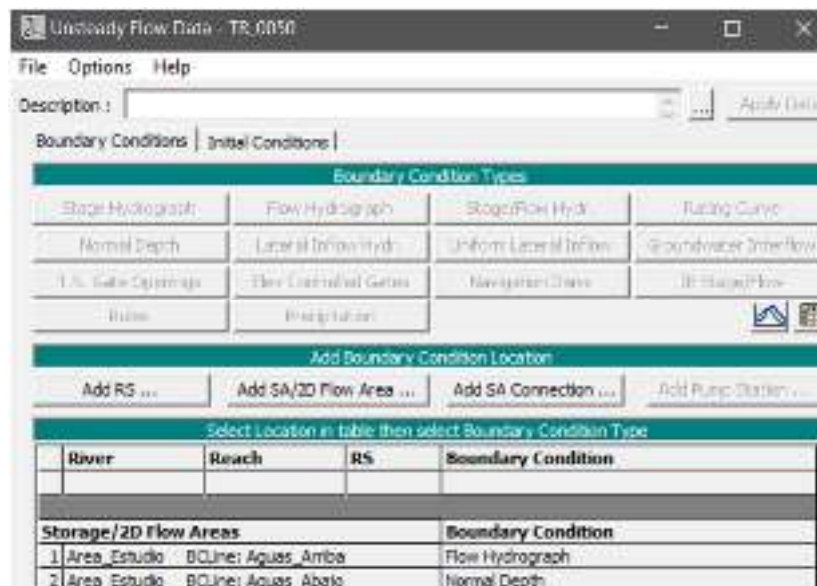 Unsteady Flow Data - TR_0050
File Options Help
Description : ... Apply Data
Boundary Conditions Initial Conditions
Boundary Condition Types
Stage Hydrograph Flow Hydrograph Stage/Flow Hydr. Rating Curve
Normal Depth Lateral Inflow Hydr. Uniform Lateral Inflow Groundwater Interflow
T.S. Gate Openings Elev Controlled Gates Navigation Dams IB Stage/Flow
Rules Precipitation
Add Boundary Condition Location
Add RS ... Add SA/2D Flow Area ... Add SA Connection ... Add Pump Station ...
Select Location in table then select Boundary Condition Type
River Reach RS Boundary Condition
Storage/2D Flow Areas Boundary Condition
1 Area_Estudio BCLine: Aguas_Arriba Flow Hydrograph
2 Area_Estudio BCLine: Aguas_Abajo Normal Depth